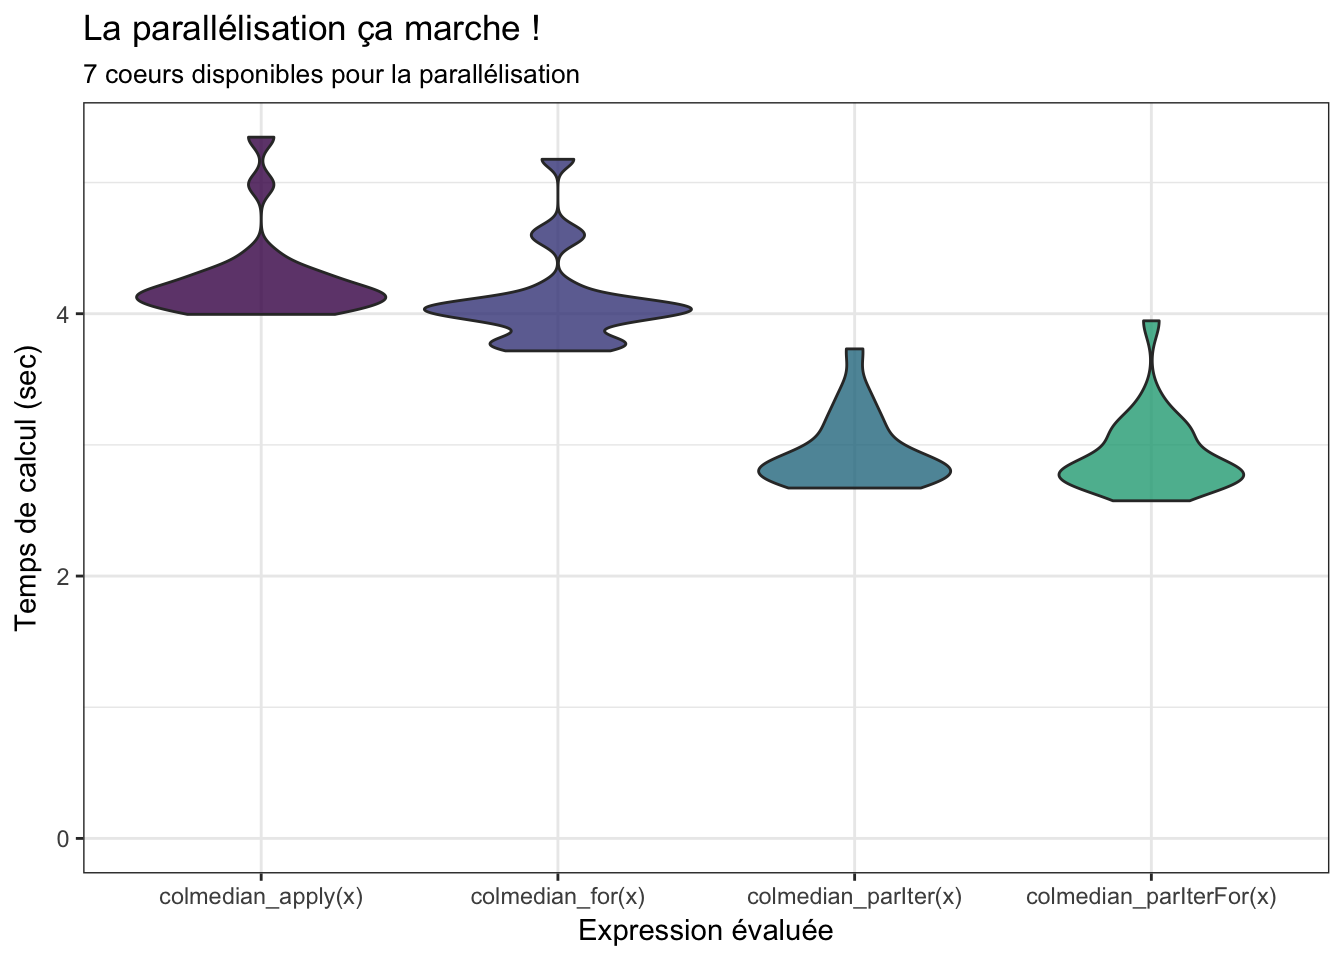 La parallélisation ça marche !
7 coeurs disponibles pour la parallélisation
Temps de calcul (sec)
4
2
0
colmedian_apply(x)
colmedian_for(x)
colmedian_parIter(x)
colmedian_parIterFor(x)
Expression évaluée